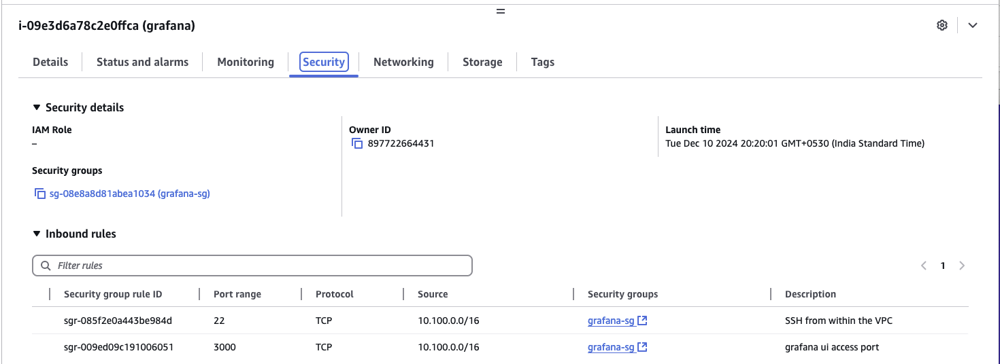 i-09e3d6a78c2e0ffca (grafana)
Details Status and alarms Monitoring Security Networking Storage Tags
Security details
IAM Role Owner ID Launch time
– 897722664431 Tue Dec 10 2024 20:20:01 GMT+0530 (India Standard Time)
Security groups
sg-08e8a8d81abea1034 (grafana-sg)
Inbound rules
Filter rules 1
Security group rule ID Port range Protocol Source Security groups Description
sgr-085f2e0a443be984d 22 TCP 10.100.0.0/16 grafana-sg SSH from within the VPC
sgr-009ed09c191006051 3000 TCP 10.100.0.0/16 grafana-sg grafana ui access port